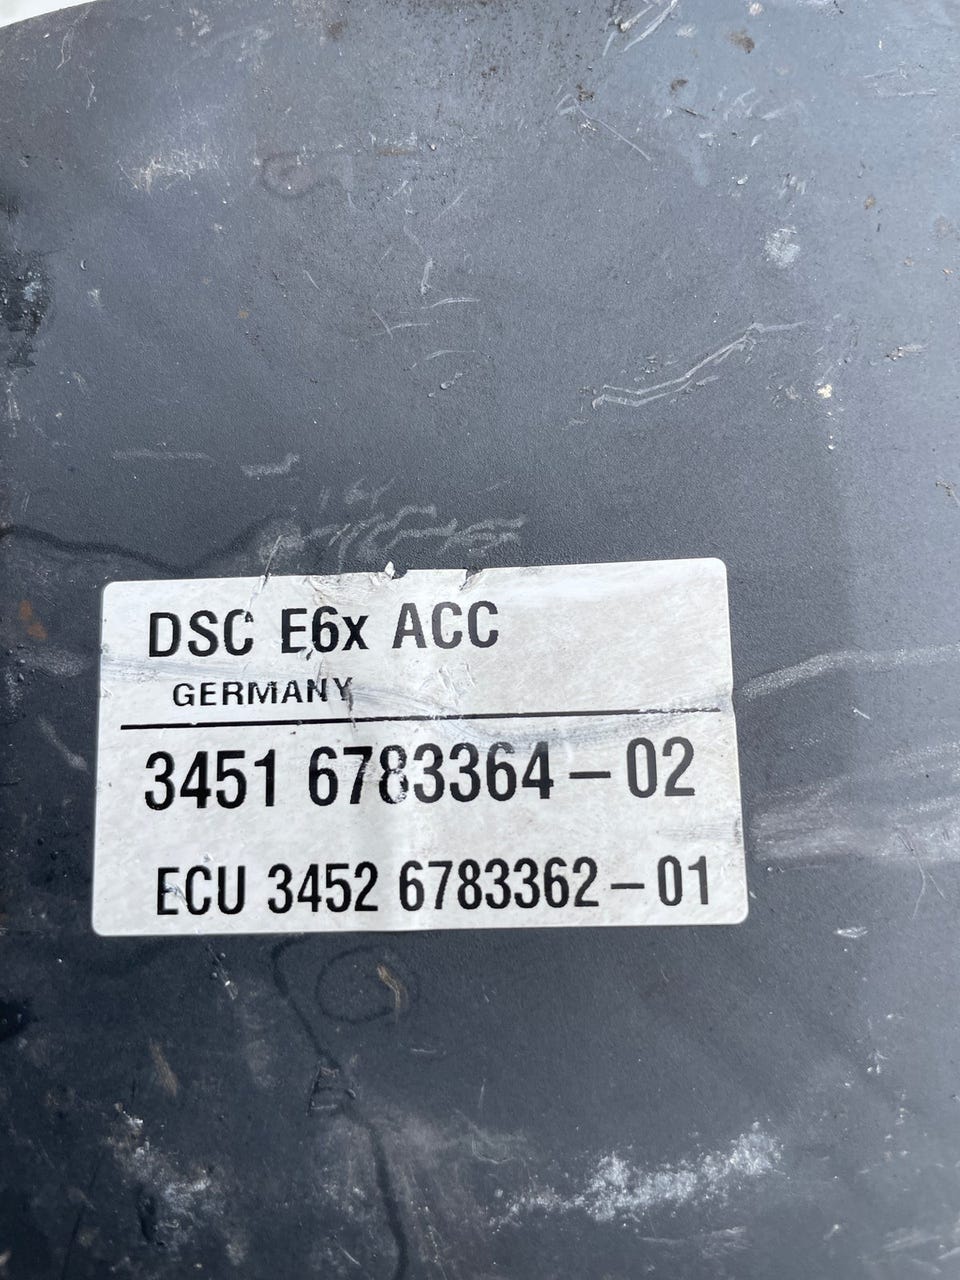 DSC E6x ACC
GERMANY
3451 6783364-02
ECU 3452 6783362-01